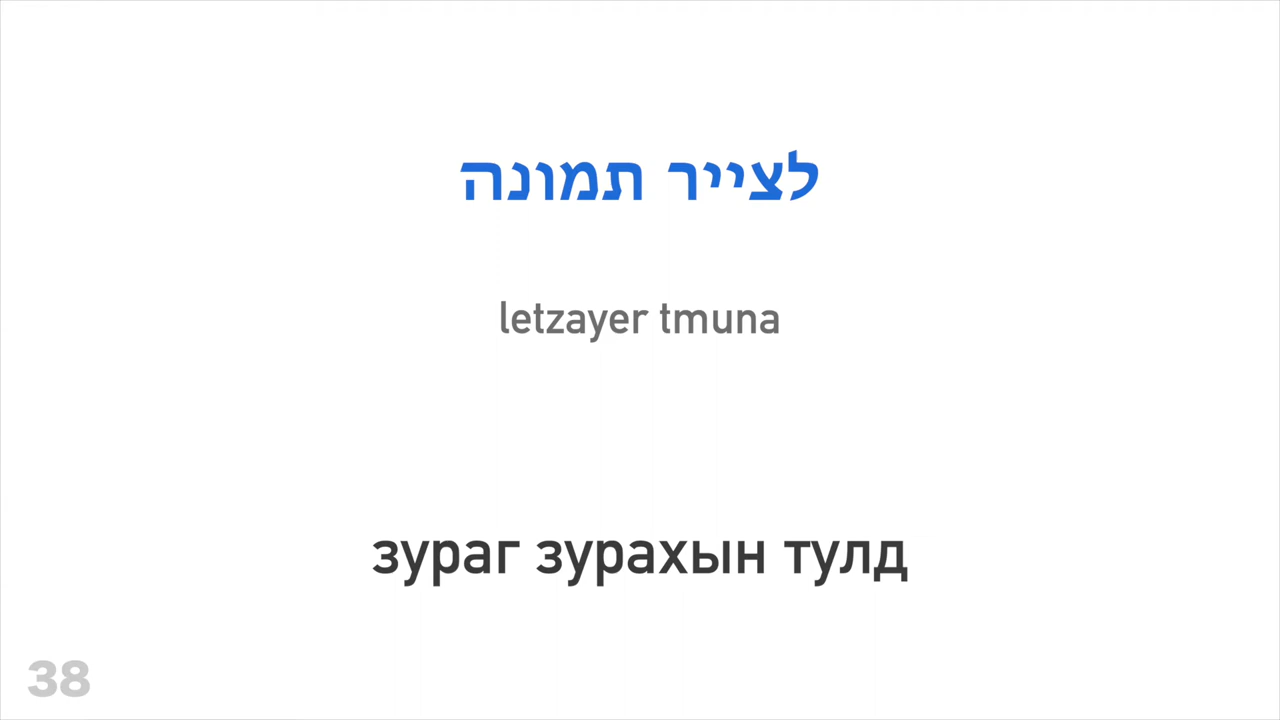 לצייר תמונה
letzayer tmuna
зураг зурахын тулд
38